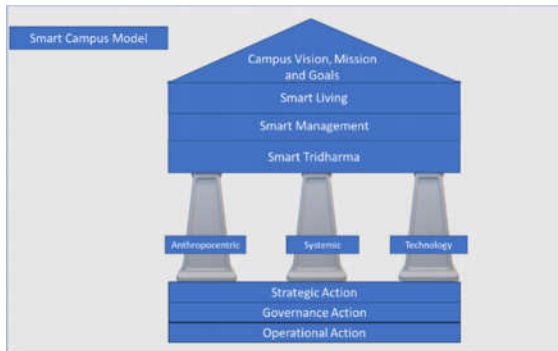 Smart Campus Model
Campus Vision, Mission
and Goals
Smart Living
Smart Management
Smart Tridharma
Anthropocentric
Systemic
Technology
Strategic Action
Governance Action
Operational Action